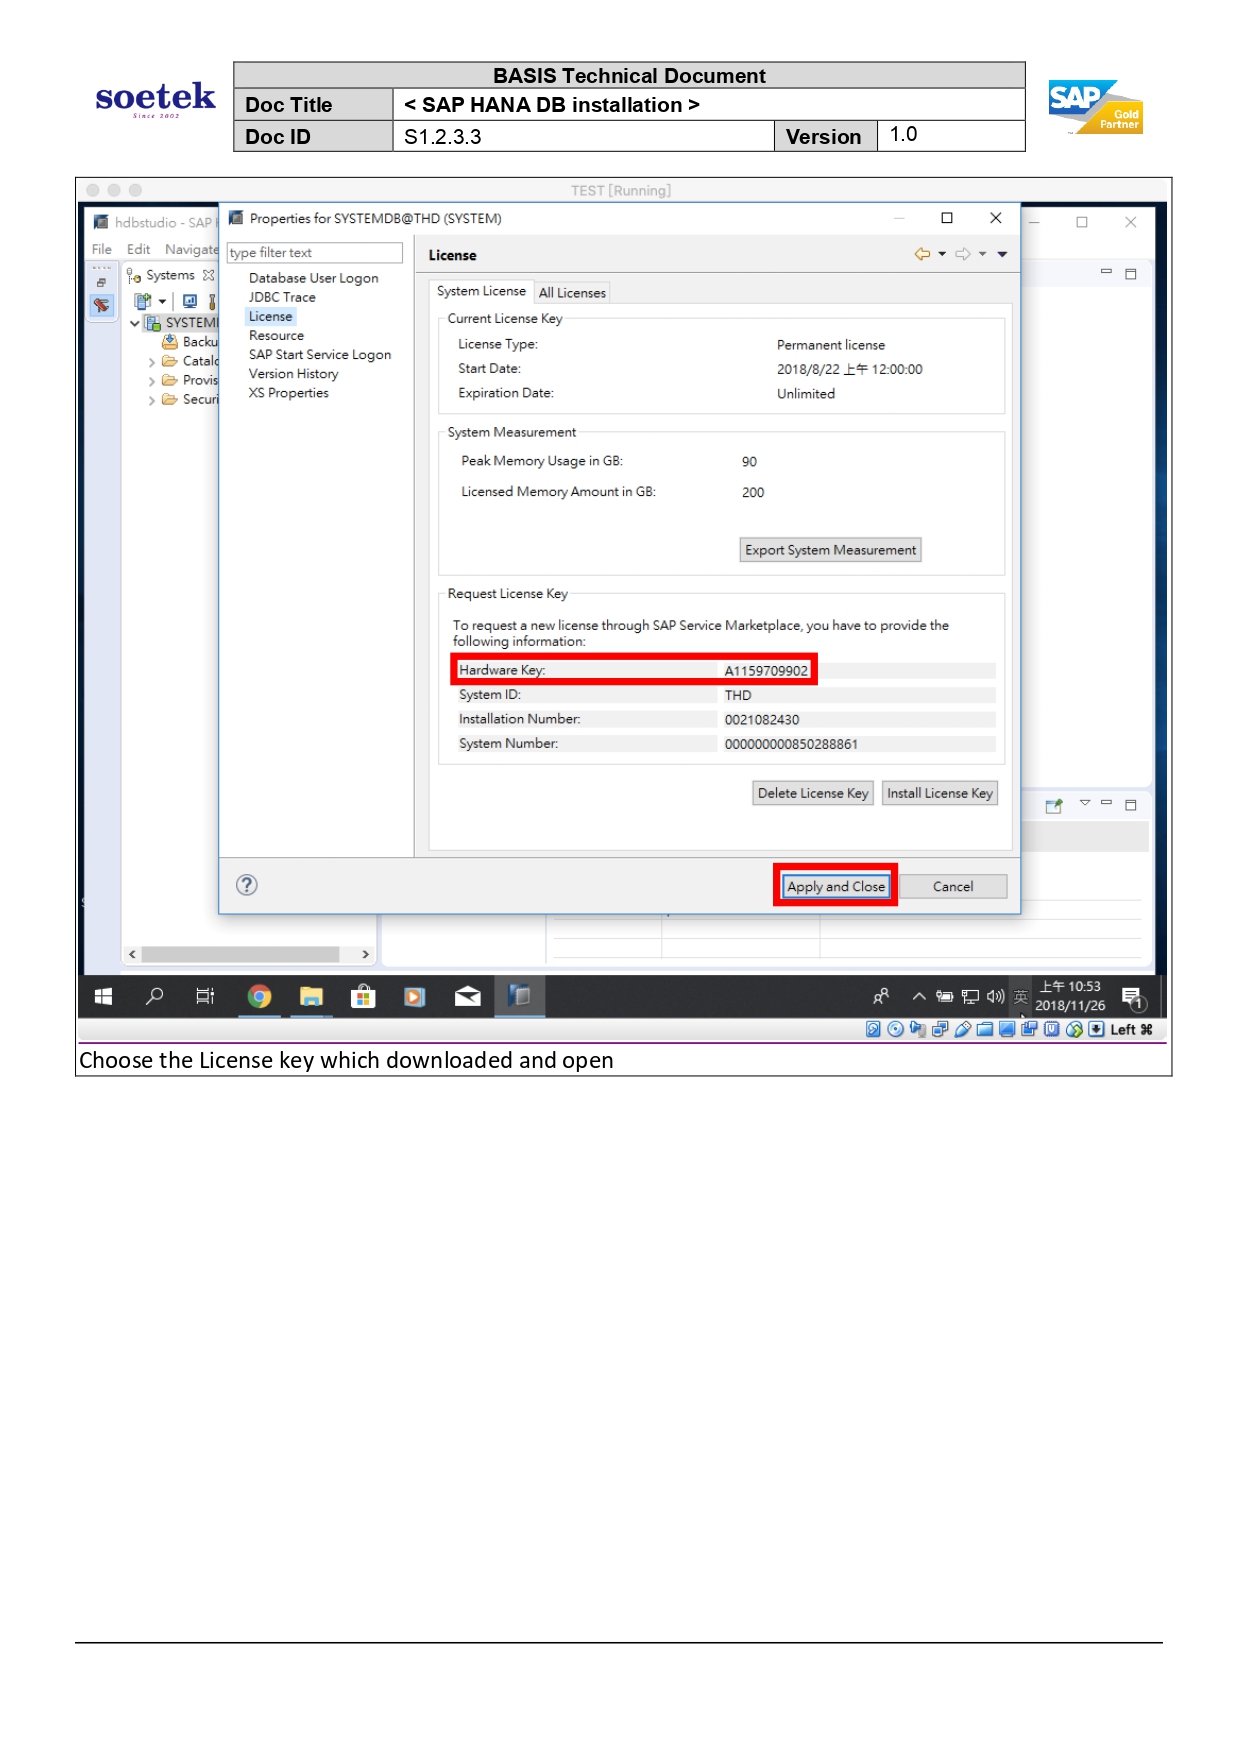 soetek
Since 2002
BASIS Technical Document
Doc Title < SAP HANA DB installation >
Doc ID S1.2.3.3 Version 1.0
SAP
Gold
Partner
TEST [Running]
hdbstudio - SAP
File Edit Navigate
Systems
SYSTEM
Backu
Catalo
Provis
Securi
Properties for SYSTEMDB@THD (SYSTEM)
type filter text
Database User Logon
JDBC Trace
License
Resource
SAP Start Service Logon
Version History
XS Properties
License
System License All Licenses
Current License Key
License Type: Permanent license
Start Date: 2018/8/22 上午 12:00:00
Expiration Date: Unlimited
System Measurement
Peak Memory Usage in GB: 90
Licensed Memory Amount in GB: 200
Export System Measurement
Request License Key
To request a new license through SAP Service Marketplace, you have to provide the
following information:
Hardware Key: A1159709902
System ID: THD
Installation Number: 0021082430
System Number: 000000000850288861
Delete License Key Install License Key
Apply and Close Cancel
英 上午 10:53
2018/11/26
1
Left ⌘
Choose the License key which downloaded and open